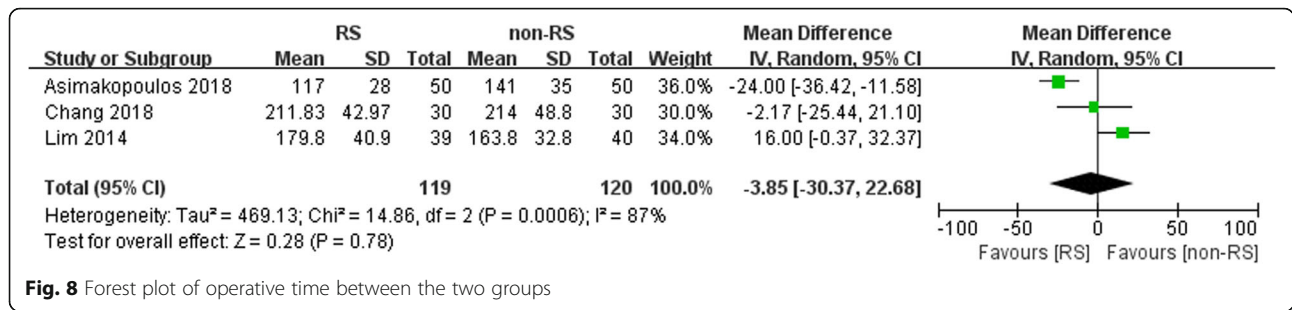 RS non-RS Mean Difference Mean Difference
Study or Subgroup Mean SD Total Mean SD Total Weight IV, Random, 95% CI IV, Random, 95% CI
Asimakopoulos 2018 117 28 50 141 35 50 36.0% -24.00 [-36.42, -11.58]
Chang 2018 211.83 42.97 30 214 48.8 30 30.0% -2.17 [-25.44, 21.10]
Lim 2014 179.8 40.9 39 163.8 32.8 40 34.0% 16.00 [-0.37, 32.37]
Total (95% CI) 119 120 100.0% -3.85 [-30.37, 22.68]
Heterogeneity: Tau² = 469.13; Chi² = 14.86, df = 2 (P = 0.0006); I² = 87%
Test for overall effect: Z = 0.28 (P = 0.78)
-100 -50 0 50 100
Favours [RS] Favours [non-RS]
Fig. 8 Forest plot of operative time between the two groups